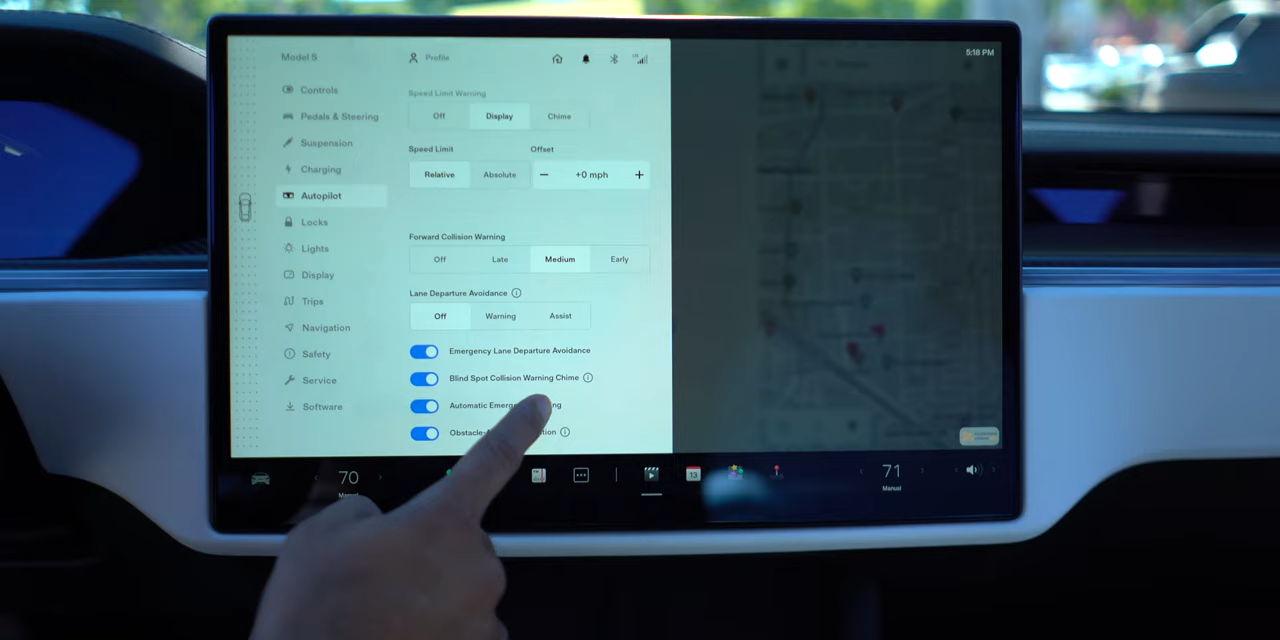 Model S
Profile
5:18 PM
Controls
Pedals & Steering
Suspension
Charging
Autopilot
Locks
Lights
Display
Trips
Navigation
Safety
Service
Software
Speed Limit Warning
Off Display Chime
Speed Limit Offset
Relative Absolute − +0 mph +
Forward Collision Warning
Off Late Medium Early
Lane Departure Avoidance
Off Warning Assist
Emergency Lane Departure Avoidance
Blind Spot Collision Warning Chime
Automatic
70
Manual
13
71
Manual